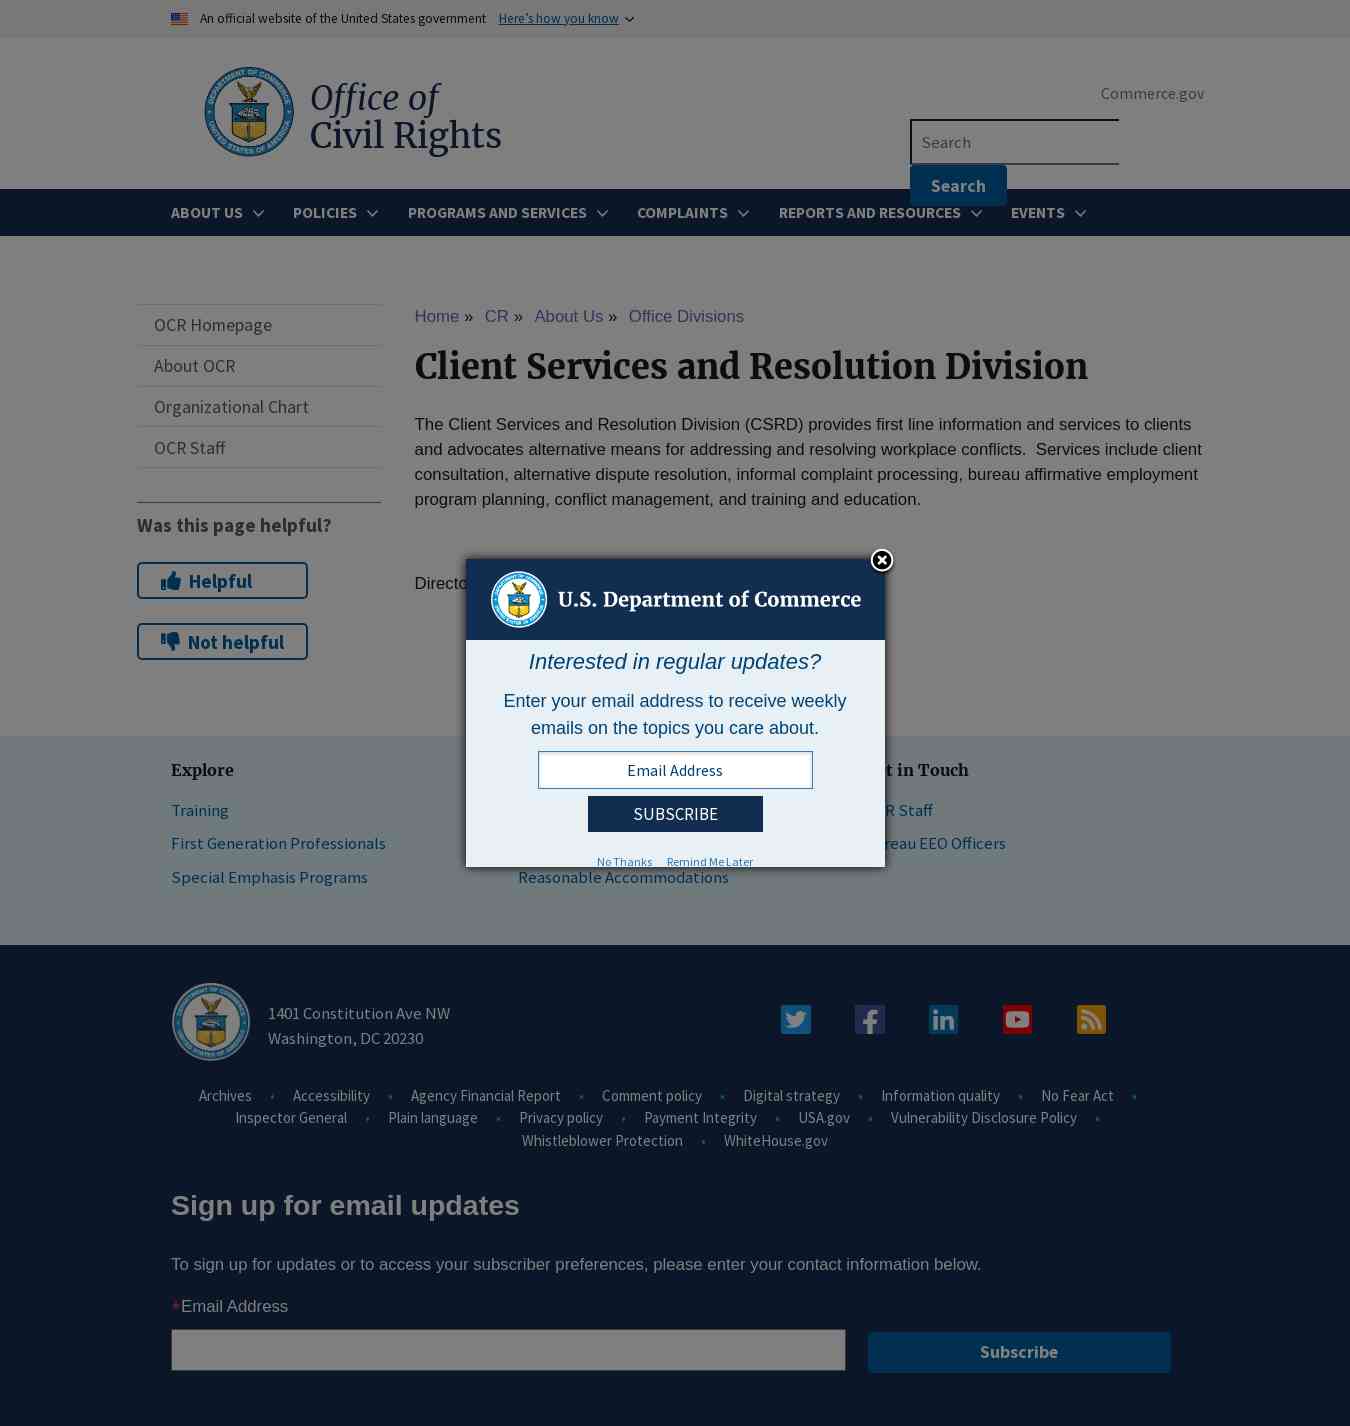 An official website of the United States government Here's how you know
Office of
Civil Rights
Commerce.gov
Search
Search
ABOUT US POLICIES PROGRAMS AND SERVICES COMPLAINTS REPORTS AND RESOURCES EVENTS
OCR Homepage
About OCR
Organizational Chart
OCR Staff
Was this page helpful?
Helpful
Not helpful
Home » CR » About Us » Office Divisions
Client Services and Resolution Division
The Client Services and Resolution Division (CSRD) provides first line information and services to clients
and advocates alternative means for addressing and resolving workplace conflicts.  Services include client
consultation, alternative dispute resolution, informal complaint processing, bureau affirmative employment
program planning, conflict management, and training and education.
Directo
U.S. Department of Commerce
Interested in regular updates?
Enter your email address to receive weekly
emails on the topics you care about.
Email Address
SUBSCRIBE
No Thanks Remind Me Later
Explore
Training
First Generation Professionals
Special Emphasis Programs
Reasonable Accommodations
t in Touch
R Staff
reau EEO Officers
1401 Constitution Ave NW
Washington, DC 20230
Archives • Accessibility • Agency Financial Report • Comment policy • Digital strategy • Information quality • No Fear Act •
Inspector General • Plain language • Privacy policy • Payment Integrity • USA.gov • Vulnerability Disclosure Policy •
Whistleblower Protection • WhiteHouse.gov
Sign up for email updates
To sign up for updates or to access your subscriber preferences, please enter your contact information below.
*Email Address
Subscribe